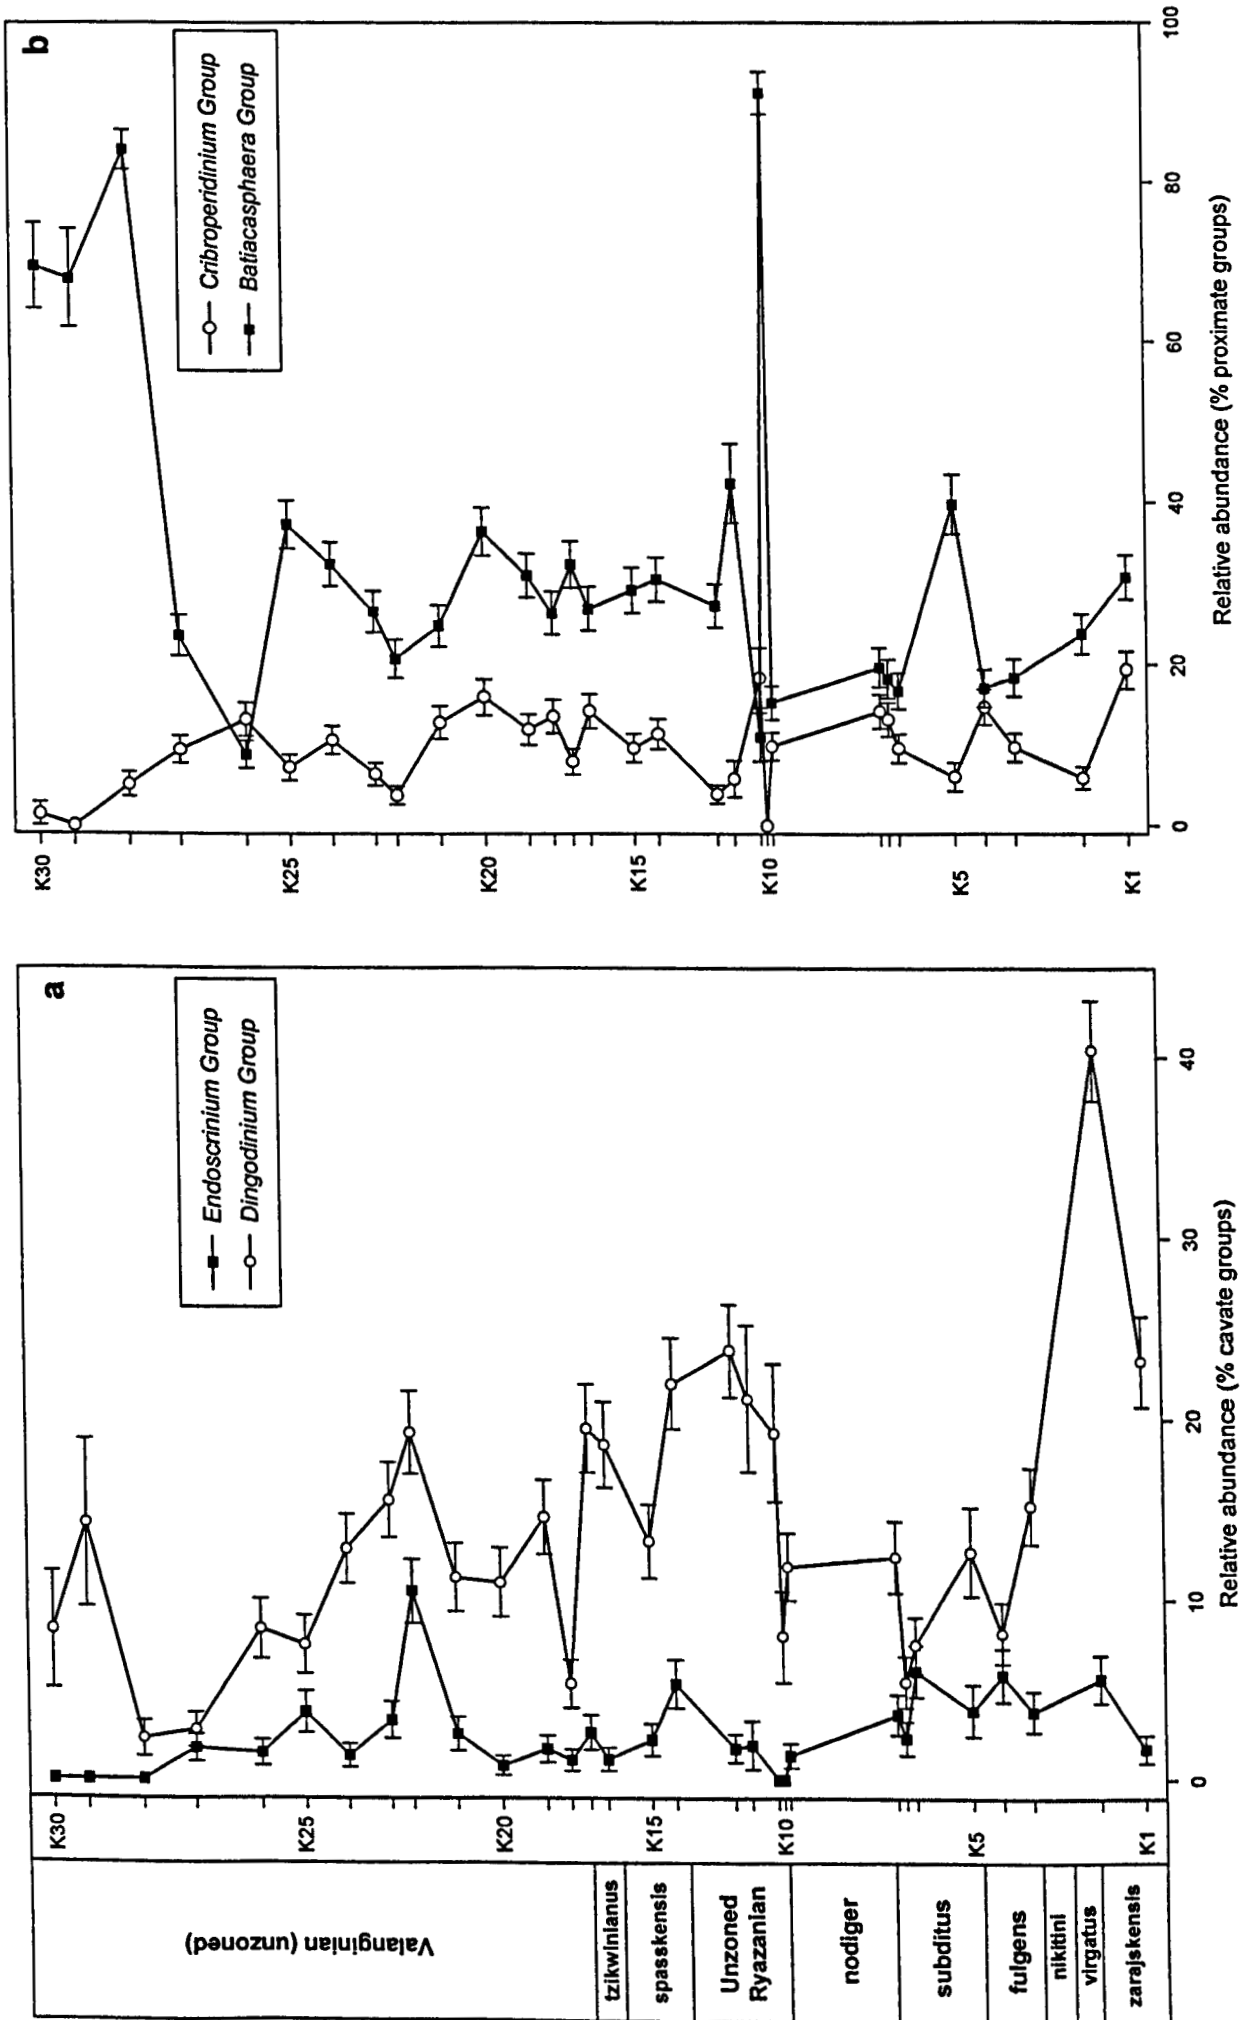 a
Endoscrinium Group
Dingodinium Group
K30
K25
K20
K15
K10
K5
K1
Valanginian (unzoned)
tzikwinianus
spasskensis
Unzoned
Ryazanian
nodiger
subditus
fulgens
nikitini
virgatus
zarajskensis
0
10
20
30
40
Relative abundance (% cavate groups)
b
Cribroperidinium Group
Batiacasphaera Group
K30
K25
K20
K15
K10
K5
K1
0
20
40
60
80
100
Relative abundance (% proximate groups)